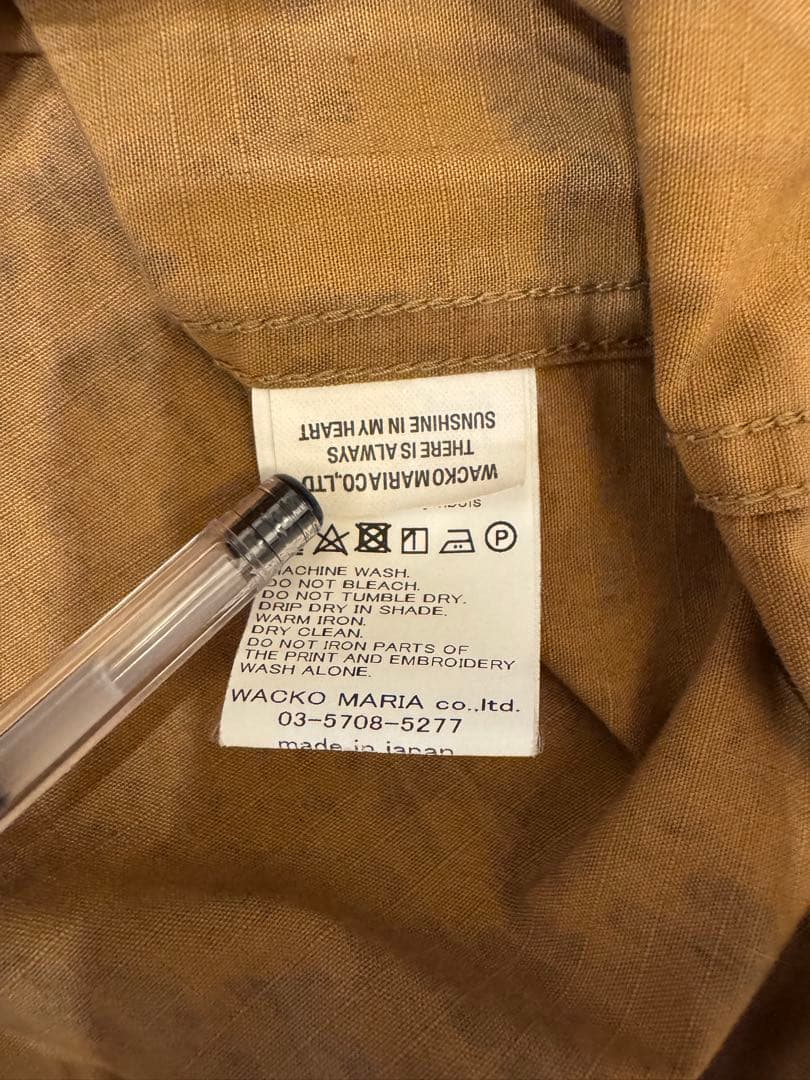 WACKO MARIA CO.,LTD
THERE IS ALWAYS
SUNSHINE IN MY HEART
P
MACHINE WASH.
DO NOT BLEACH.
DO NOT TUMBLE DRY.
DRIP DRY IN SHADE.
WARM IRON.
DRY CLEAN.
DO NOT IRON PARTS OF
THE PRINT AND EMBROIDERY
WASH ALONE.
WACKO MARIA co.,ltd.
03-5708-5277
made in japan